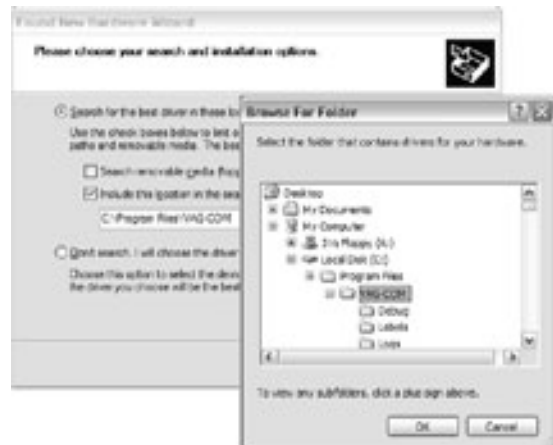 Found New Hardware Wizard
Please choose your search and installation options.
Search for the best driver in these lo
Use the check boxes below to limit o
paths and removable media. The bes
Search removable media (flopp
Include this location in the sea
C:\Program Files\VAG-COM
Don't search. I will choose the driver
Choose this option to select the devic
the driver you choose will be the best
Browse For Folder
Select the folder that contains drivers for your hardware.
Desktop
My Documents
My Computer
3½ Floppy (A:)
Local Disk (C:)
Program Files
VAG-COM
Debug
Labels
Logs
To view any subfolders, click a plus sign above.
OK
Cancel